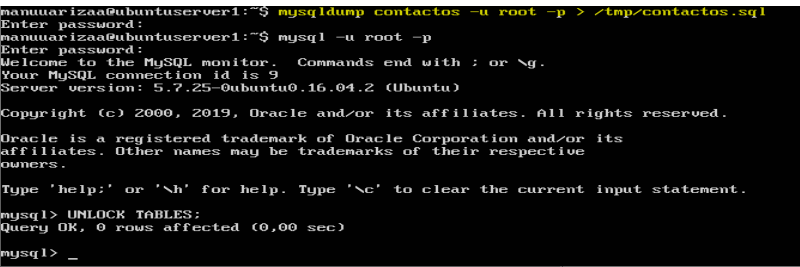 manuuarizaa@ubuntuserver1:~$ mysqldump contactos -u root -p > /tmp/contactos.sql
Enter password:
manuuarizaa@ubuntuserver1:~$ mysql -u root -p
Enter password:
Welcome to the MySQL monitor.  Commands end with ; or \g.
Your MySQL connection id is 9
Server version: 5.7.25-0ubuntu0.16.04.2 (Ubuntu)
Copyright (c) 2000, 2019, Oracle and/or its affiliates. All rights reserved.
Oracle is a registered trademark of Oracle Corporation and/or its
affiliates. Other names may be trademarks of their respective
owners.
Type 'help;' or '\h' for help. Type '\c' to clear the current input statement.
mysql> UNLOCK TABLES;
Query OK, 0 rows affected (0,00 sec)
mysql> _